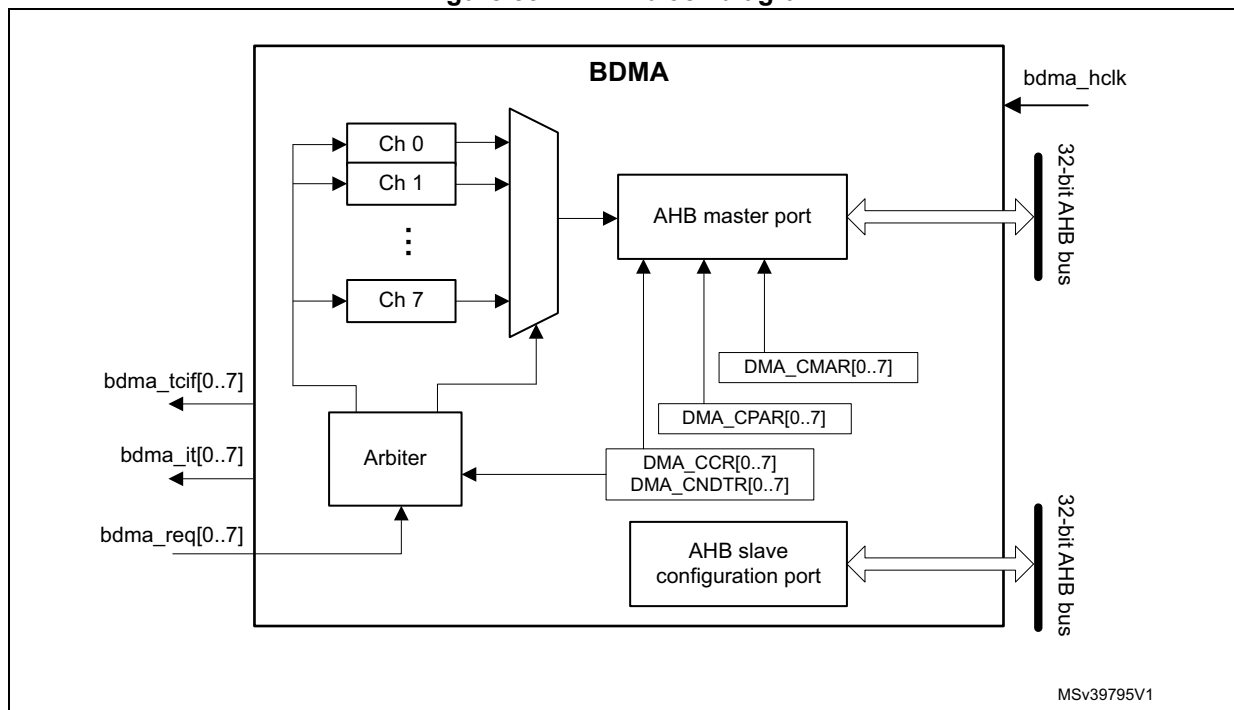 BDMA
bdma_hclk
Ch 0
Ch 1
Ch 7
AHB master port
32-bit AHB bus
DMA_CMAR[0..7]
bdma_tcif[0..7]
DMA_CPAR[0..7]
bdma_it[0..7]
Arbiter
DMA_CCR[0..7]
DMA_CNDTR[0..7]
bdma_req[0..7]
AHB slave
configuration port
32-bit AHB bus
MSv39795V1